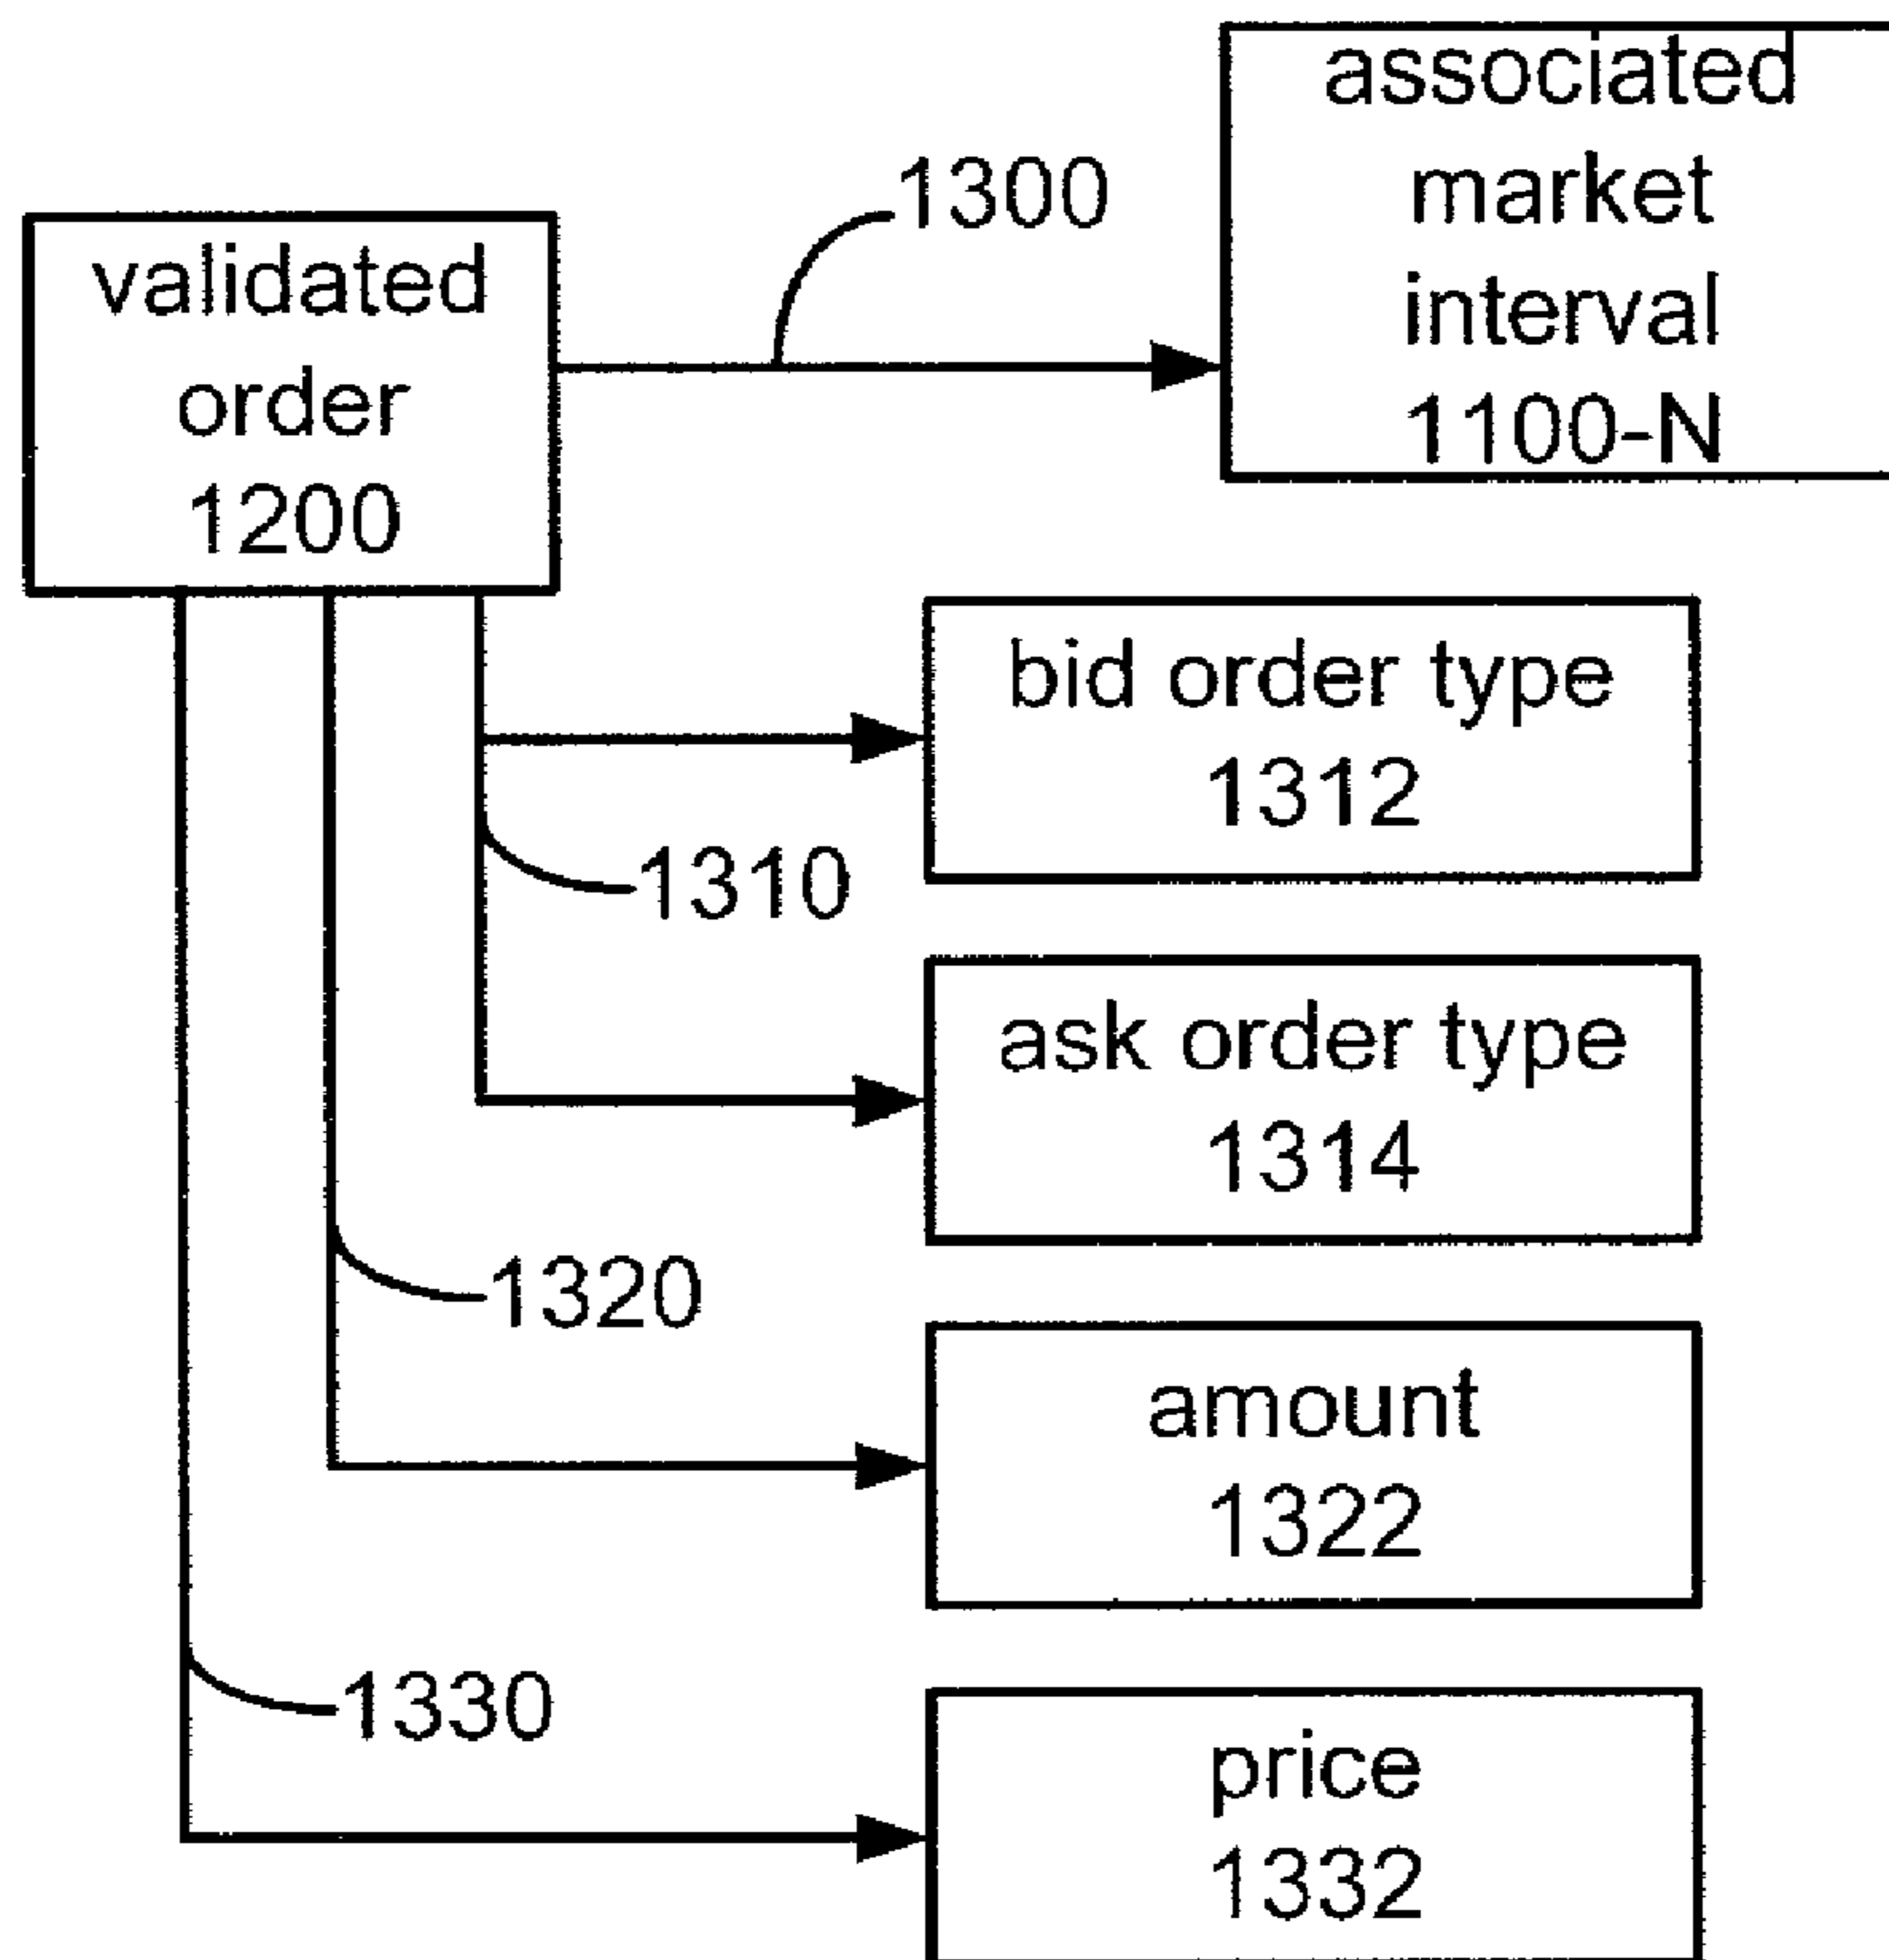 associated
market
interval
1100-N
1300
validated
order
1200
bid order type
1312
1310
ask order type
1314
1320
amount
1322
1330
price
1332